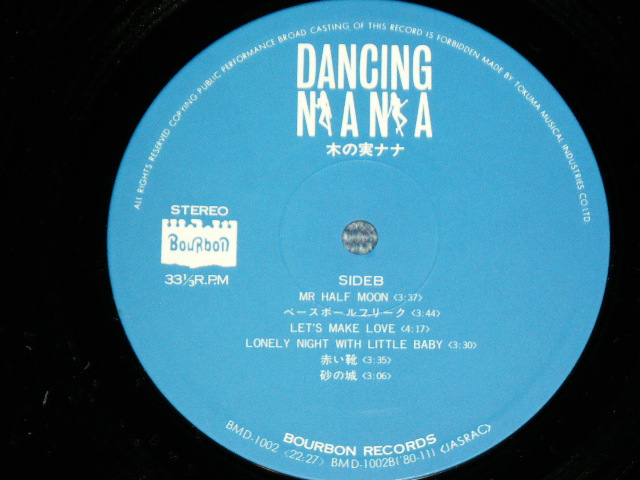 ALL RIGHTS RESERVED COPYING PUBLIC PERFORMANCE BROAD CASTING OF THIS RECORD IS FORBIDDEN MADE BY TOKUMA MUSICAL INDUSTRIES CO.LTD.
DANCING
NANA
木の実ナナ
STEREO
BouRbon
33⅓R.P.M
SIDEB
MR HALF MOON <3:37>
ベースボールフリーク <3:44>
LET'S MAKE LOVE <4:17>
LONELY NIGHT WITH LITTLE BABY <3:30>
赤い靴 <3:35>
砂の城 <3:06>
BOURBON RECORDS
BMD-1002 <22:27> BMD-1002B('80-11) <JASRAC>